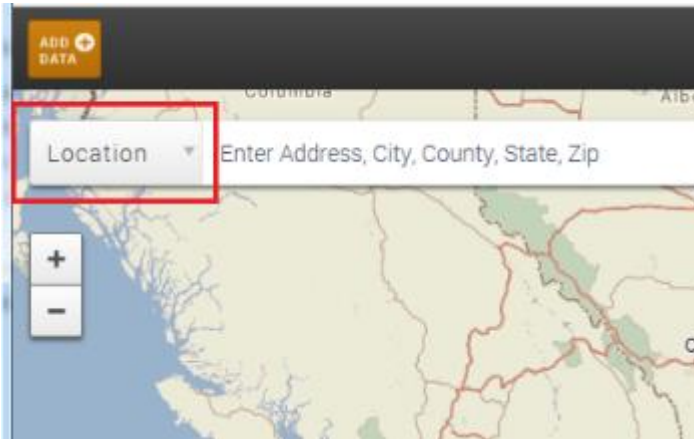 ADD
DATA
Columbia
Location
Enter Address, City, County, State, Zip
+
−